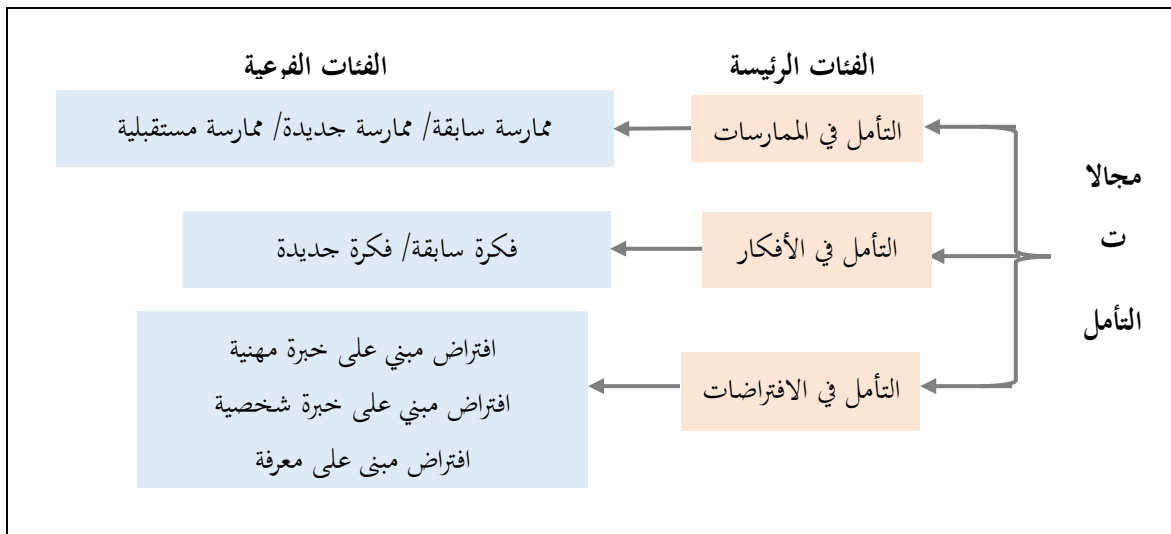 الفئات الرئيسة
الفئات الفرعية
مجالا
ت
التأمل
التأمل في الممارسات
ممارسة سابقة/ ممارسة جديدة/ ممارسة مستقبلية
التأمل في الأفكار
فكرة سابقة/ فكرة جديدة
التأمل في الافتراضات
افتراض مبني على خبرة مهنية
افتراض مبني على خبرة شخصية
افتراض مبنى على معرفة